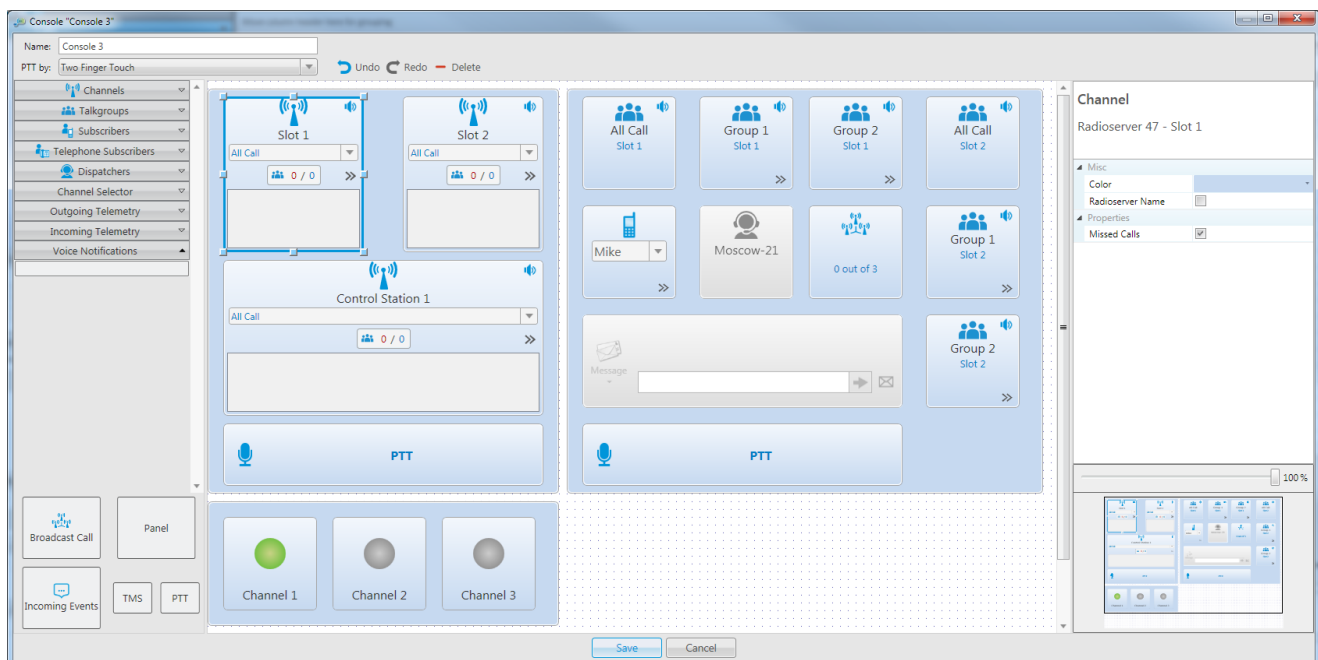 Console "Console 3"
Name: Console 3
PTT by: Two Finger Touch
Undo Redo Delete
Channels
Talkgroups
Subscribers
Telephone Subscribers
Dispatchers
Channel Selector
Outgoing Telemetry
Incoming Telemetry
Voice Notifications
Broadcast Call
Panel
Incoming Events
TMS
PTT
Slot 1
All Call
0 / 0
Slot 2
All Call
0 / 0
Control Station 1
All Call
0 / 0
PTT
Channel 1
Channel 2
Channel 3
All Call
Slot 1
Group 1
Slot 1
Group 2
Slot 1
All Call
Slot 2
Mike
Moscow-21
0 out of 3
Group 1
Slot 2
Message
Group 2
Slot 2
PTT
Channel
Radioserver 47 - Slot 1
Misc
Color
Radioserver Name
Properties
Missed Calls
100 %
Save
Cancel